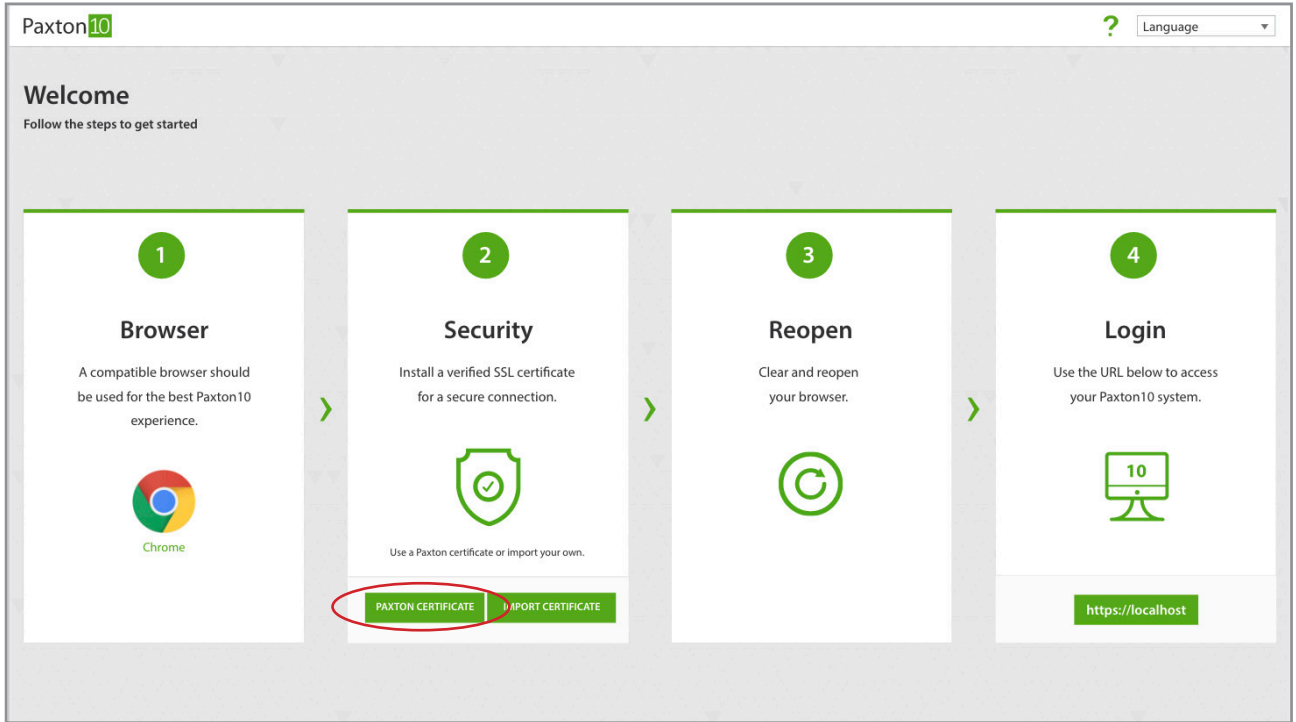 Paxton10
? Language
Welcome
Follow the steps to get started
1
Browser
A compatible browser should
be used for the best Paxton10
experience.
Chrome
2
Security
Install a verified SSL certificate
for a secure connection.
Use a Paxton certificate or import your own.
PAXTON CERTIFICATE
IMPORT CERTIFICATE
3
Reopen
Clear and reopen
your browser.
4
Login
Use the URL below to access
your Paxton10 system.
10
https://localhost